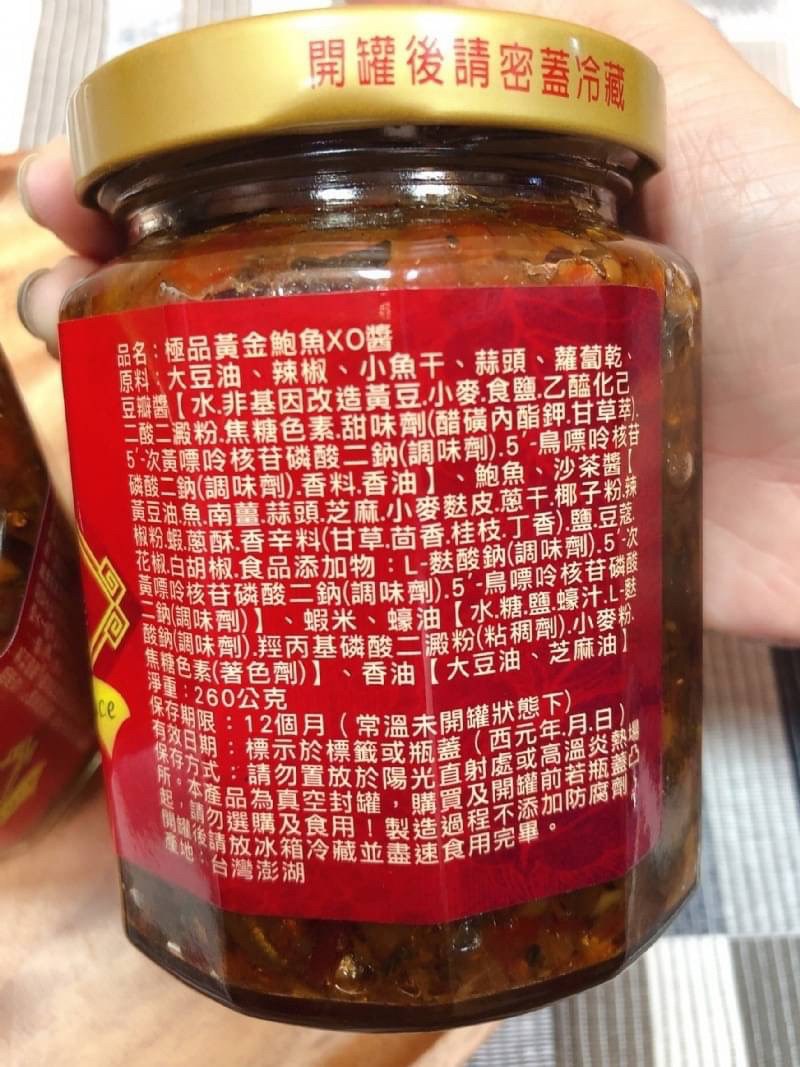 開罐後請密蓋冷藏
品名：極品黃金鮑魚XO醬
原料：大豆油、辣椒、小魚干、蒜頭、蘿蔔乾、
豆瓣醬【水.非基因改造黃豆.小麥.食鹽.乙醯化己
二酸二澱粉.焦糖色素.甜味劑(醋磺內酯鉀.甘草萃).
5′-次黃嘌呤核苷磷酸二鈉(調味劑).5′-鳥嘌呤核苷
磷酸二鈉(調味劑).香料.香油】、鮑魚、沙茶醬【
黃豆油.魚.南薑.蒜頭.芝麻.小麥麩皮.蔥干.椰子粉.辣
椒粉.蝦.蔥酥.香辛料(甘草.茴香.桂枝.丁香).鹽.豆蔻.
花椒.白胡椒.食品添加物：L-麩酸鈉(調味劑).5′-次
黃嘌呤核苷磷酸二鈉(調味劑).5′-鳥嘌呤核苷磷酸
二鈉(調味劑)】、蝦米、蠔油【水.糖.鹽.蠔汁.L-麩
酸鈉(調味劑).羥丙基磷酸二澱粉(粘稠劑).小麥粉.
焦糖色素(著色劑)】、香油【大豆油、芝麻油】
淨重：260公克
保存期限：12個月（常溫未開罐狀態下）
有效日期：標示於標籤或瓶蓋（西元年.月.日）
保存方式：請勿置放於陽光直射處或高溫炎熱場
所。本產品為真空封罐，購買及開罐前若瓶蓋凸
起，請勿選購及食用！製造過程不添加防腐劑，
開罐後請放冰箱冷藏並盡速食用完畢。
產地：台灣澎湖
ce